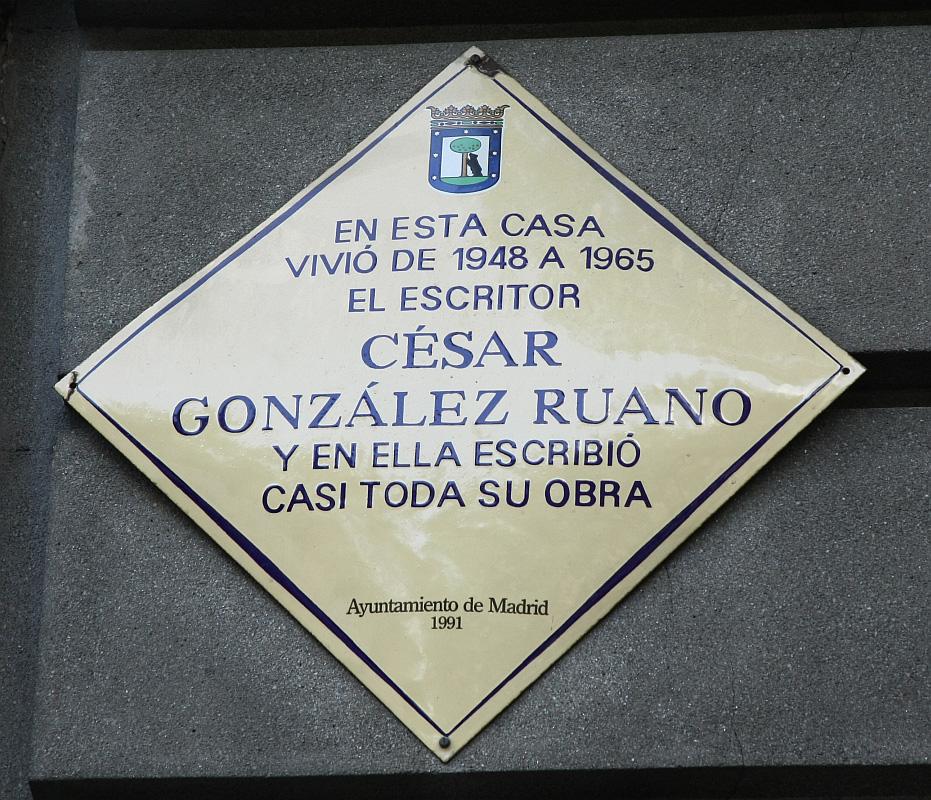 EN ESTA CASA
VIVIÓ DE 1948 A 1965
EL ESCRITOR
CÉSAR
GONZÁLEZ RUANO
Y EN ELLA ESCRIBIÓ
CASI TODA SU OBRA
Ayuntamiento de Madrid
1991